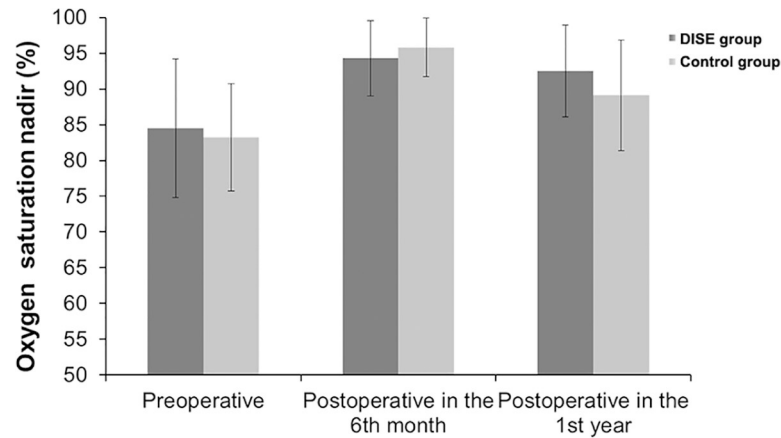 Oxygen saturation nadir (%)
100
95
90
85
80
75
70
65
60
55
50
DISE group
Control group
Preoperative
Postoperative in the
6th month
Postoperative in the
1st year